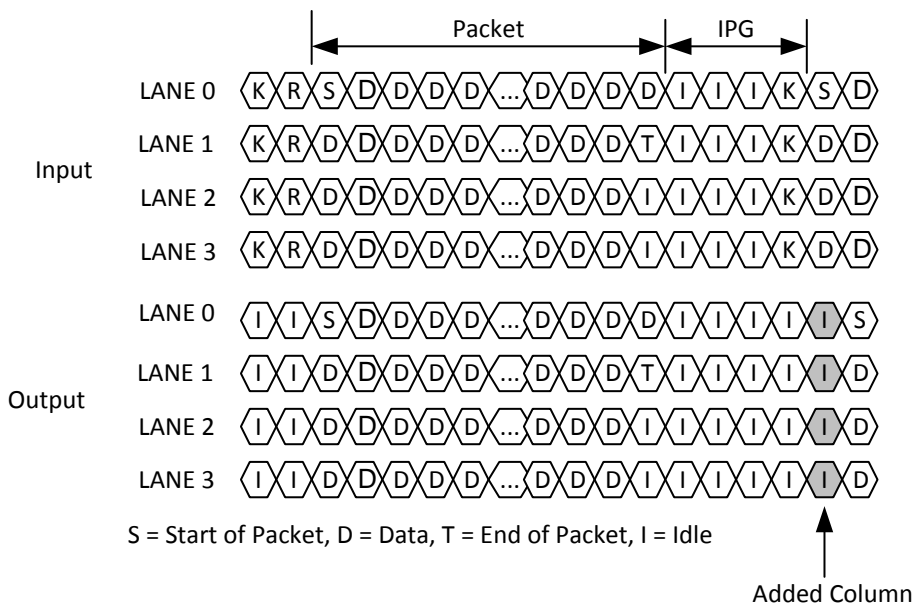 Packet IPG
Input
LANE 0 K R S D D D D ... D D D D I I I K S D
LANE 1 K R D D D D D ... D D D T I I I K D D
LANE 2 K R D D D D D ... D D D I I I I K D D
LANE 3 K R D D D D D ... D D D I I I I K D D
Output
LANE 0 I I S D D D D ... D D D D I I I I I S
LANE 1 I I D D D D D ... D D D T I I I I I D
LANE 2 I I D D D D D ... D D D I I I I I I D
LANE 3 I I D D D D D ... D D D I I I I I I D
S = Start of Packet, D = Data, T = End of Packet, I = Idle
Added Column